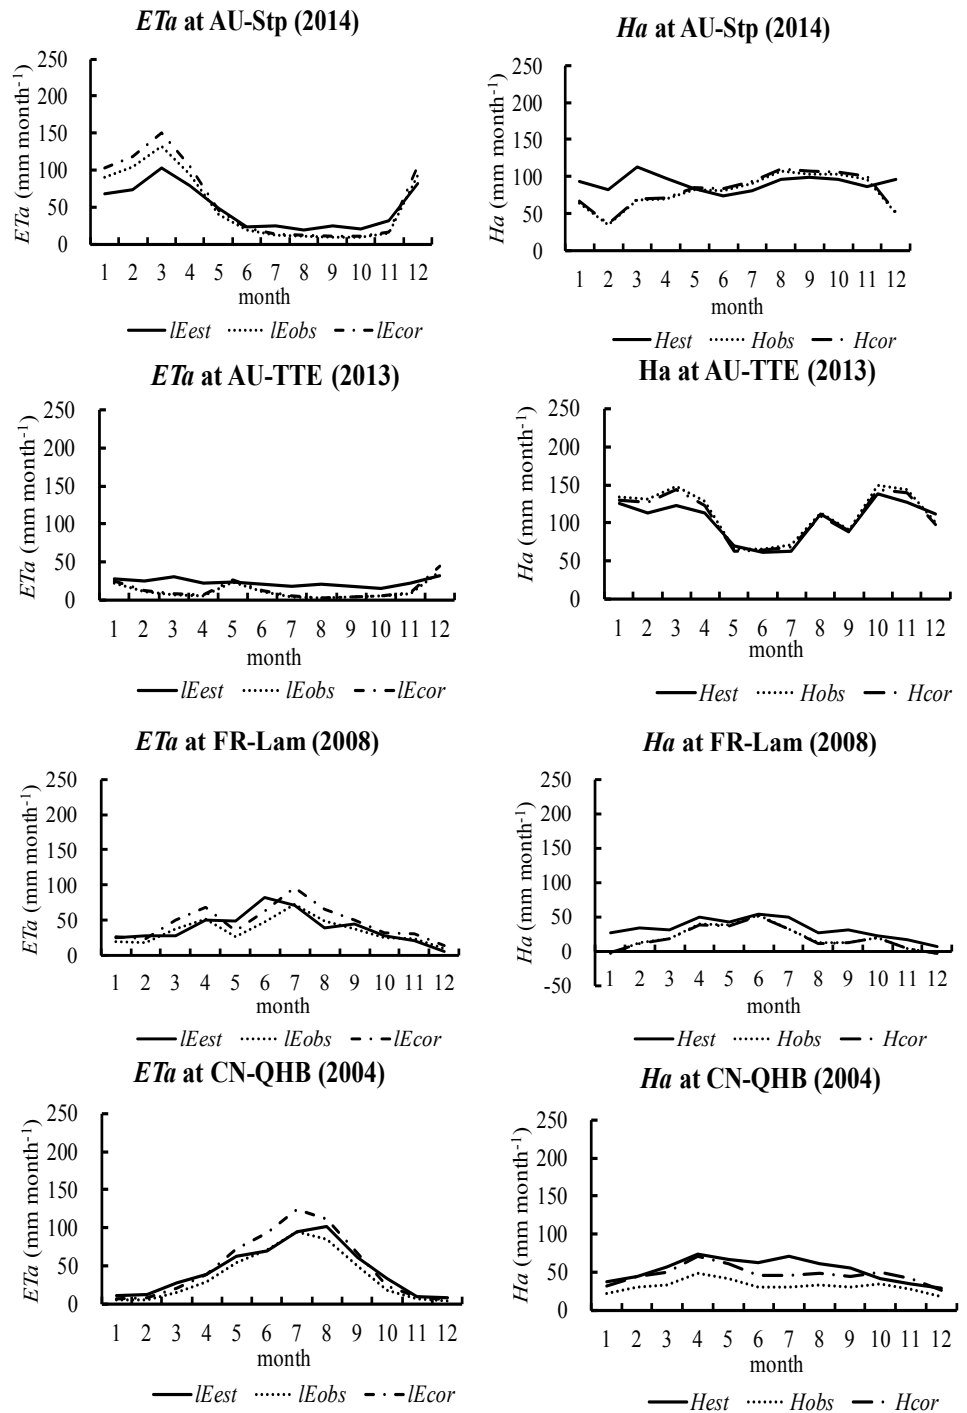 ETa at AU-Stp (2014)
ETa (mm month-1)
250
200
150
100
50
0
1 2 3 4 5 6 7 8 9 10 11 12
month
lEest lEobs lEcor
Ha at AU-Stp (2014)
Ha (mm month-1)
250
200
150
100
50
0
1 2 3 4 5 6 7 8 9 10 11 12
month
Hest Hobs Hcor
ETa at AU-TTE (2013)
ETa (mm month-1)
250
200
150
100
50
0
1 2 3 4 5 6 7 8 9 10 11 12
month
lEest lEobs lEcor
Ha at AU-TTE (2013)
Ha (mm month-1)
250
200
150
100
50
0
1 2 3 4 5 6 7 8 9 10 11 12
month
Hest Hobs Hcor
ETa at FR-Lam (2008)
ETa (mm month-1)
250
200
150
100
50
0
1 2 3 4 5 6 7 8 9 10 11 12
month
lEest lEobs lEcor
Ha at FR-Lam (2008)
Ha (mm month-1)
250
200
150
100
50
0
-50
1 2 3 4 5 6 7 8 9 10 11 12
month
Hest Hobs Hcor
ETa at CN-QHB (2004)
ETa (mm month-1)
250
200
150
100
50
0
1 2 3 4 5 6 7 8 9 10 11 12
month
lEest lEobs lEcor
Ha at CN-QHB (2004)
Ha (mm month-1)
250
200
150
100
50
0
1 2 3 4 5 6 7 8 9 10 11 12
month
Hest Hobs Hcor